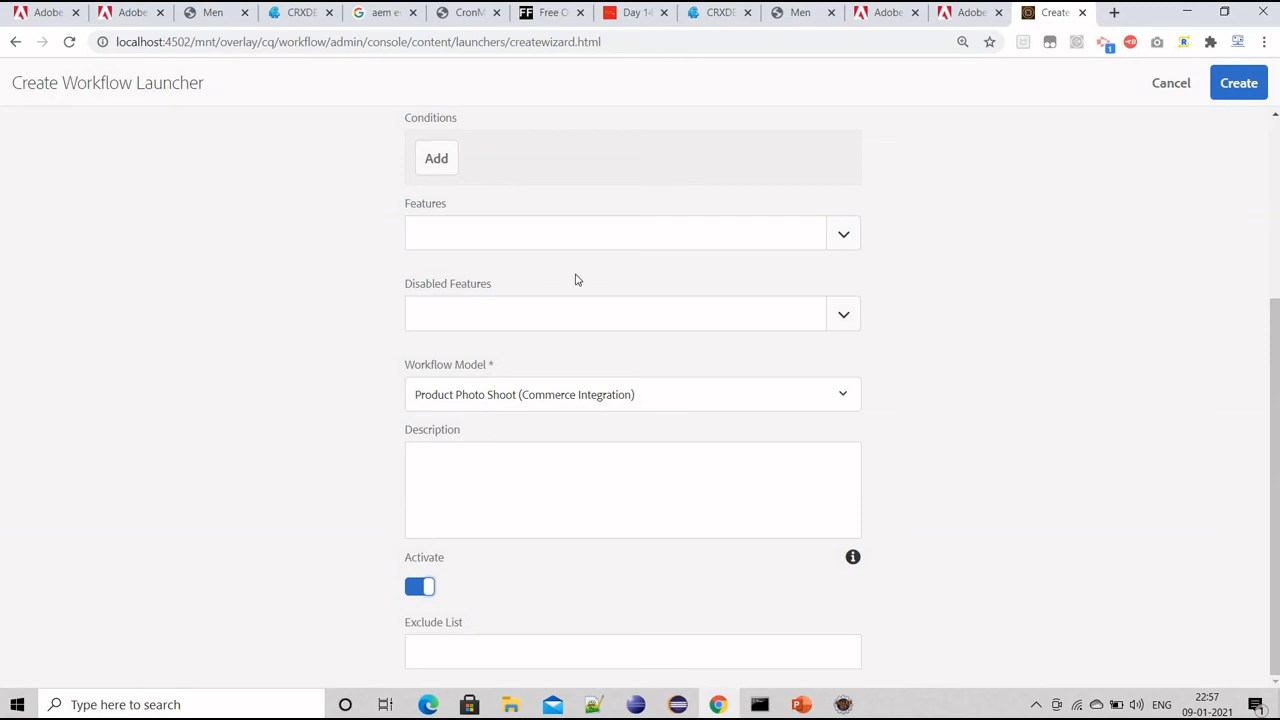 Adobe
Adobe
Men
CRXDE
aem e
CronM
Free C
Day 14
CRXDE
Men
Adobe
Adobe
Create
localhost:4502/mnt/overlay/cq/workflow/admin/console/content/launchers/createwizard.html
1
Create Workflow Launcher
Cancel
Create
Conditions
Add
Features
Disabled Features
Workflow Model *
Product Photo Shoot (Commerce Integration)
Description
Activate
Exclude List
Type here to search
ENG
22:57
09-01-2021
1